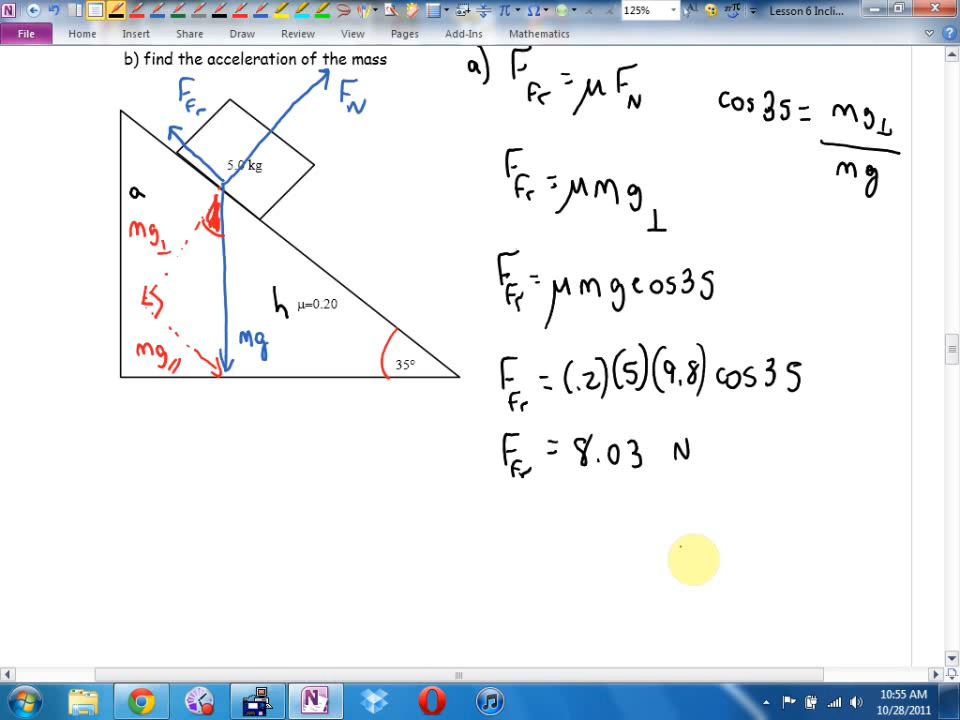 125%
Lesson 6 Incli...
File Home Insert Share Draw Review View Pages Add-Ins Mathematics
b) find the acceleration of the mass
F_Fr
F_N
5.0 kg
a
mg⊥
h
μ=0.20
mg
mg∥
35°
a) F_Fr = μ F_N
cos 35 = mg⊥ / mg
F_Fr = μ m g⊥
F_Fr = μ m g cos 35
F_Fr = (.2)(5)(9.8) cos 35
F_Fr = 8.03 N
10:55 AM
10/28/2011